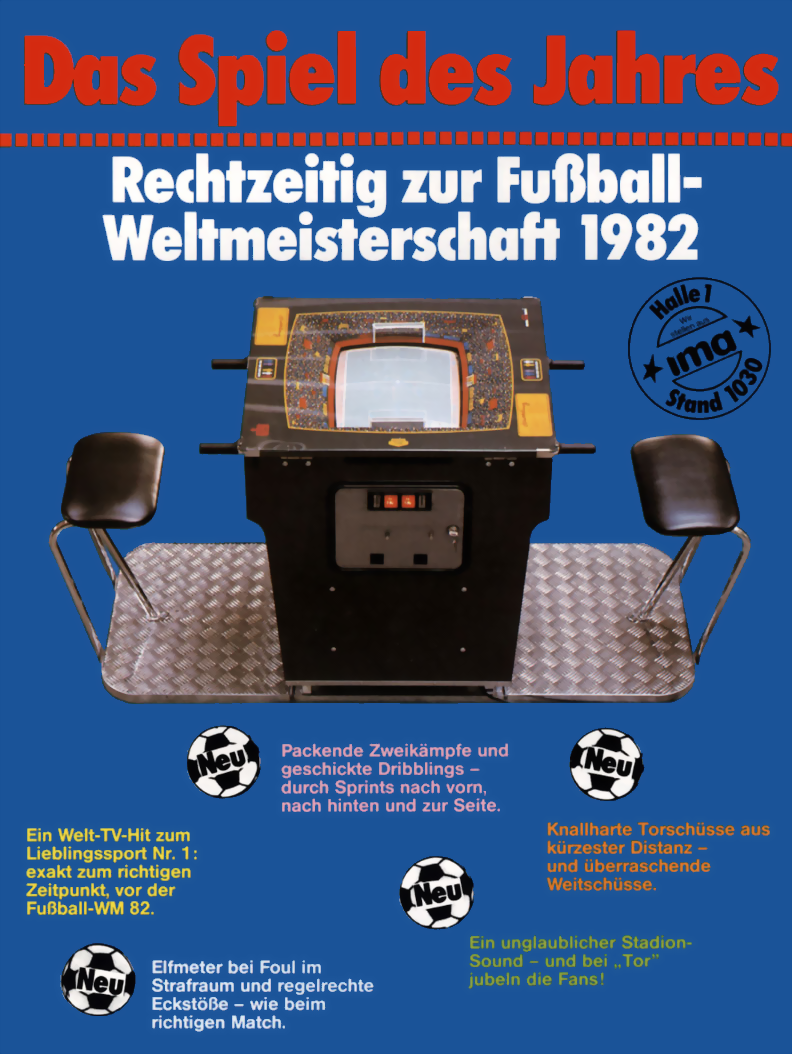 Das Spiel des Jahres
Rechtzeitig zur Fußball-
Weltmeisterschaft 1982
Halle 1
Wir
stellen aus
ima
Stand 1030
Neu
Packende Zweikämpfe und
geschickte Dribblings –
durch Sprints nach vorn,
nach hinten und zur Seite.
Neu
Knallharte Torschüsse aus
kürzester Distanz –
und überraschende
Weitschüsse.
Ein Welt-TV-Hit zum
Lieblingssport Nr. 1:
exakt zum richtigen
Zeitpunkt, vor der
Fußball-WM 82.
Neu
Ein unglaublicher Stadion-
Sound – und bei „Tor”
jubeln die Fans!
Neu
Elfmeter bei Foul im
Strafraum und regelrechte
Eckstöße – wie beim
richtigen Match.